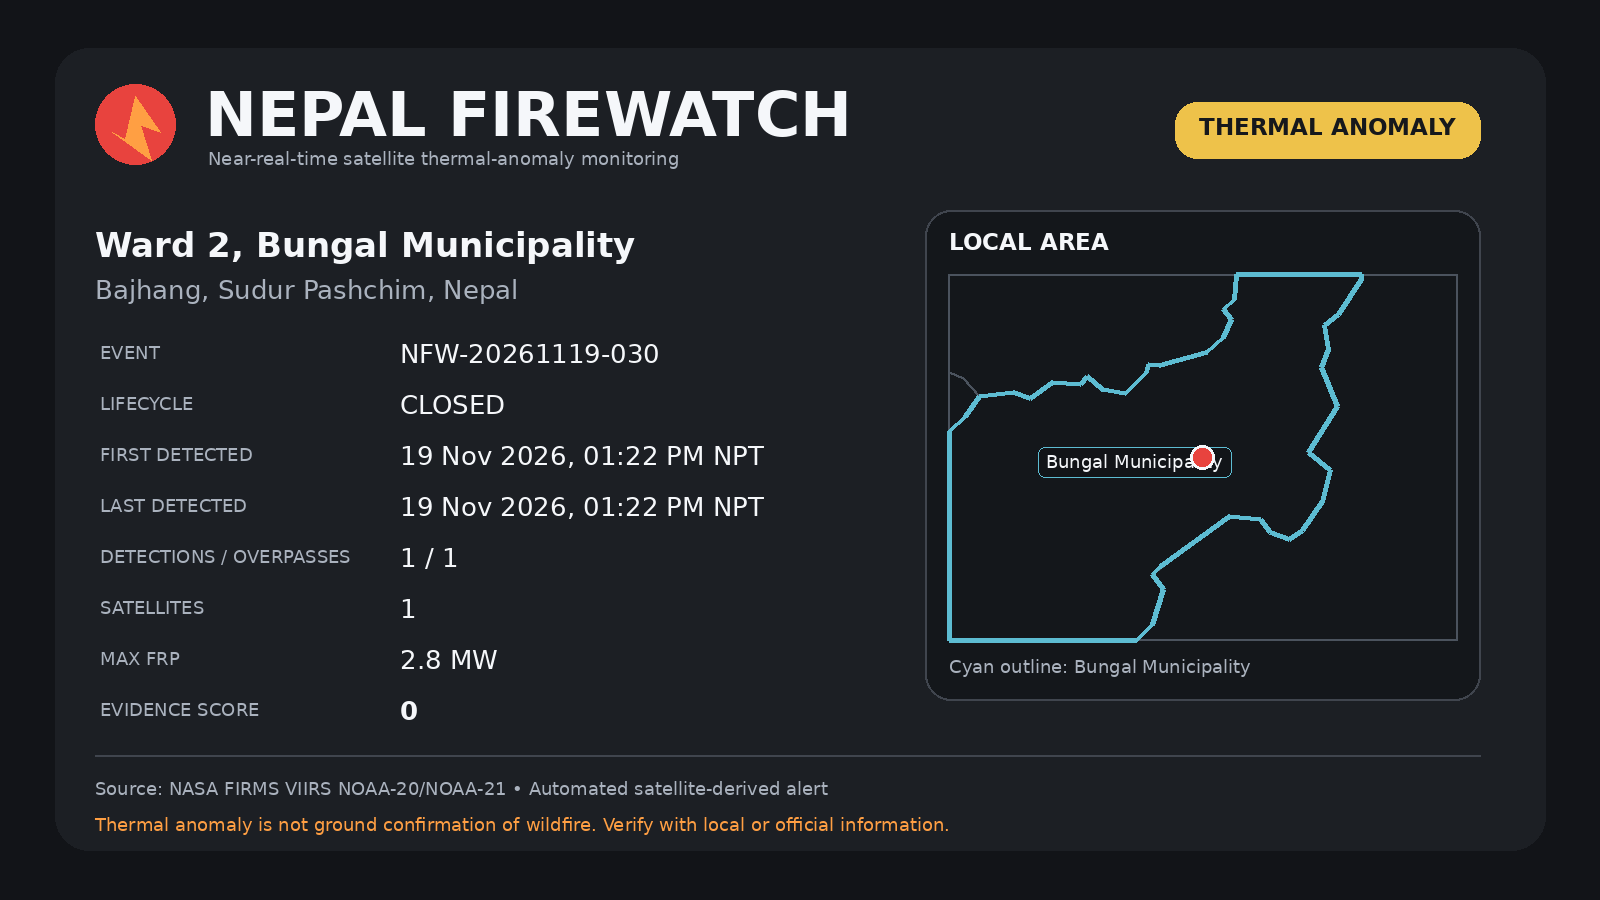 NEPAL FIREWATCH
Near-real-time satellite thermal-anomaly monitoring
THERMAL ANOMALY
Ward 2, Bungal Municipality
Bajhang, Sudur Pashchim, Nepal
EVENT NFW-20261119-030
LIFECYCLE CLOSED
FIRST DETECTED 19 Nov 2026, 01:22 PM NPT
LAST DETECTED 19 Nov 2026, 01:22 PM NPT
DETECTIONS / OVERPASSES 1 / 1
SATELLITES 1
MAX FRP 2.8 MW
EVIDENCE SCORE 0
LOCAL AREA
Bungal Municipality
Cyan outline: Bungal Municipality
Source: NASA FIRMS VIIRS NOAA-20/NOAA-21 • Automated satellite-derived alert
Thermal anomaly is not ground confirmation of wildfire. Verify with local or official information.